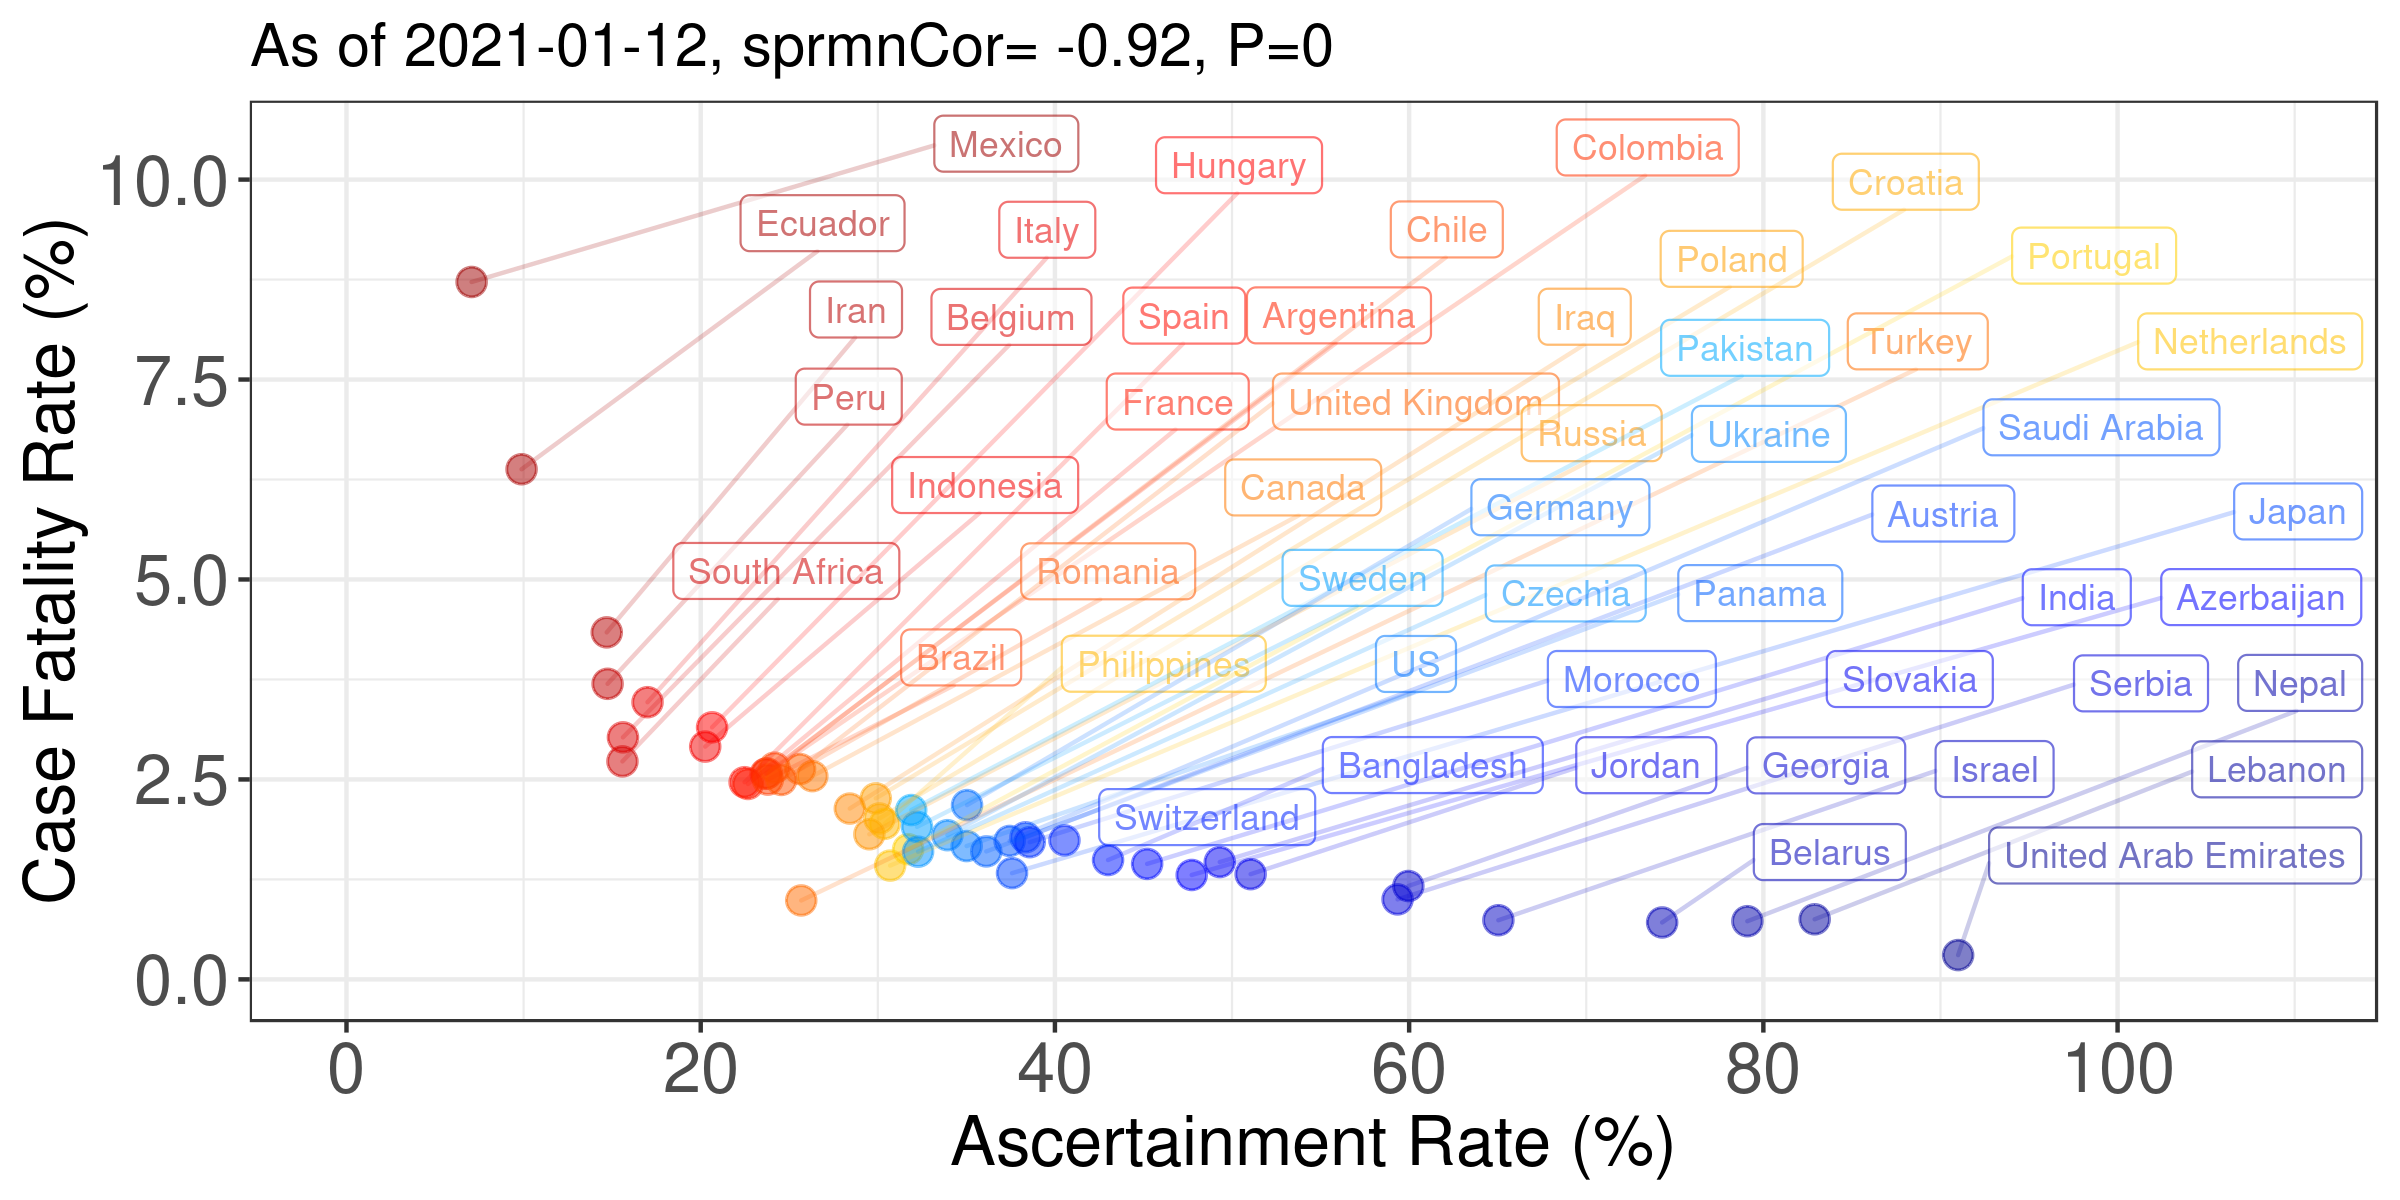 As of 2021-01-12, sprmnCor= -0.92, P=0
Case Fatality Rate (%)
10.0
7.5
5.0
2.5
0.0
Mexico
Hungary
Colombia
Croatia
Ecuador
Italy
Chile
Poland
Portugal
Iran
Belgium
Spain
Argentina
Iraq
Pakistan
Turkey
Netherlands
Peru
France
United Kingdom
Russia
Ukraine
Saudi Arabia
Indonesia
Canada
Germany
Austria
Japan
South Africa
Romania
Sweden
Czechia
Panama
India
Azerbaijan
Brazil
Philippines
US
Morocco
Slovakia
Serbia
Nepal
Bangladesh
Jordan
Georgia
Israel
Lebanon
Switzerland
Belarus
United Arab Emirates
0
20
40
60
80
100
Ascertainment Rate (%)